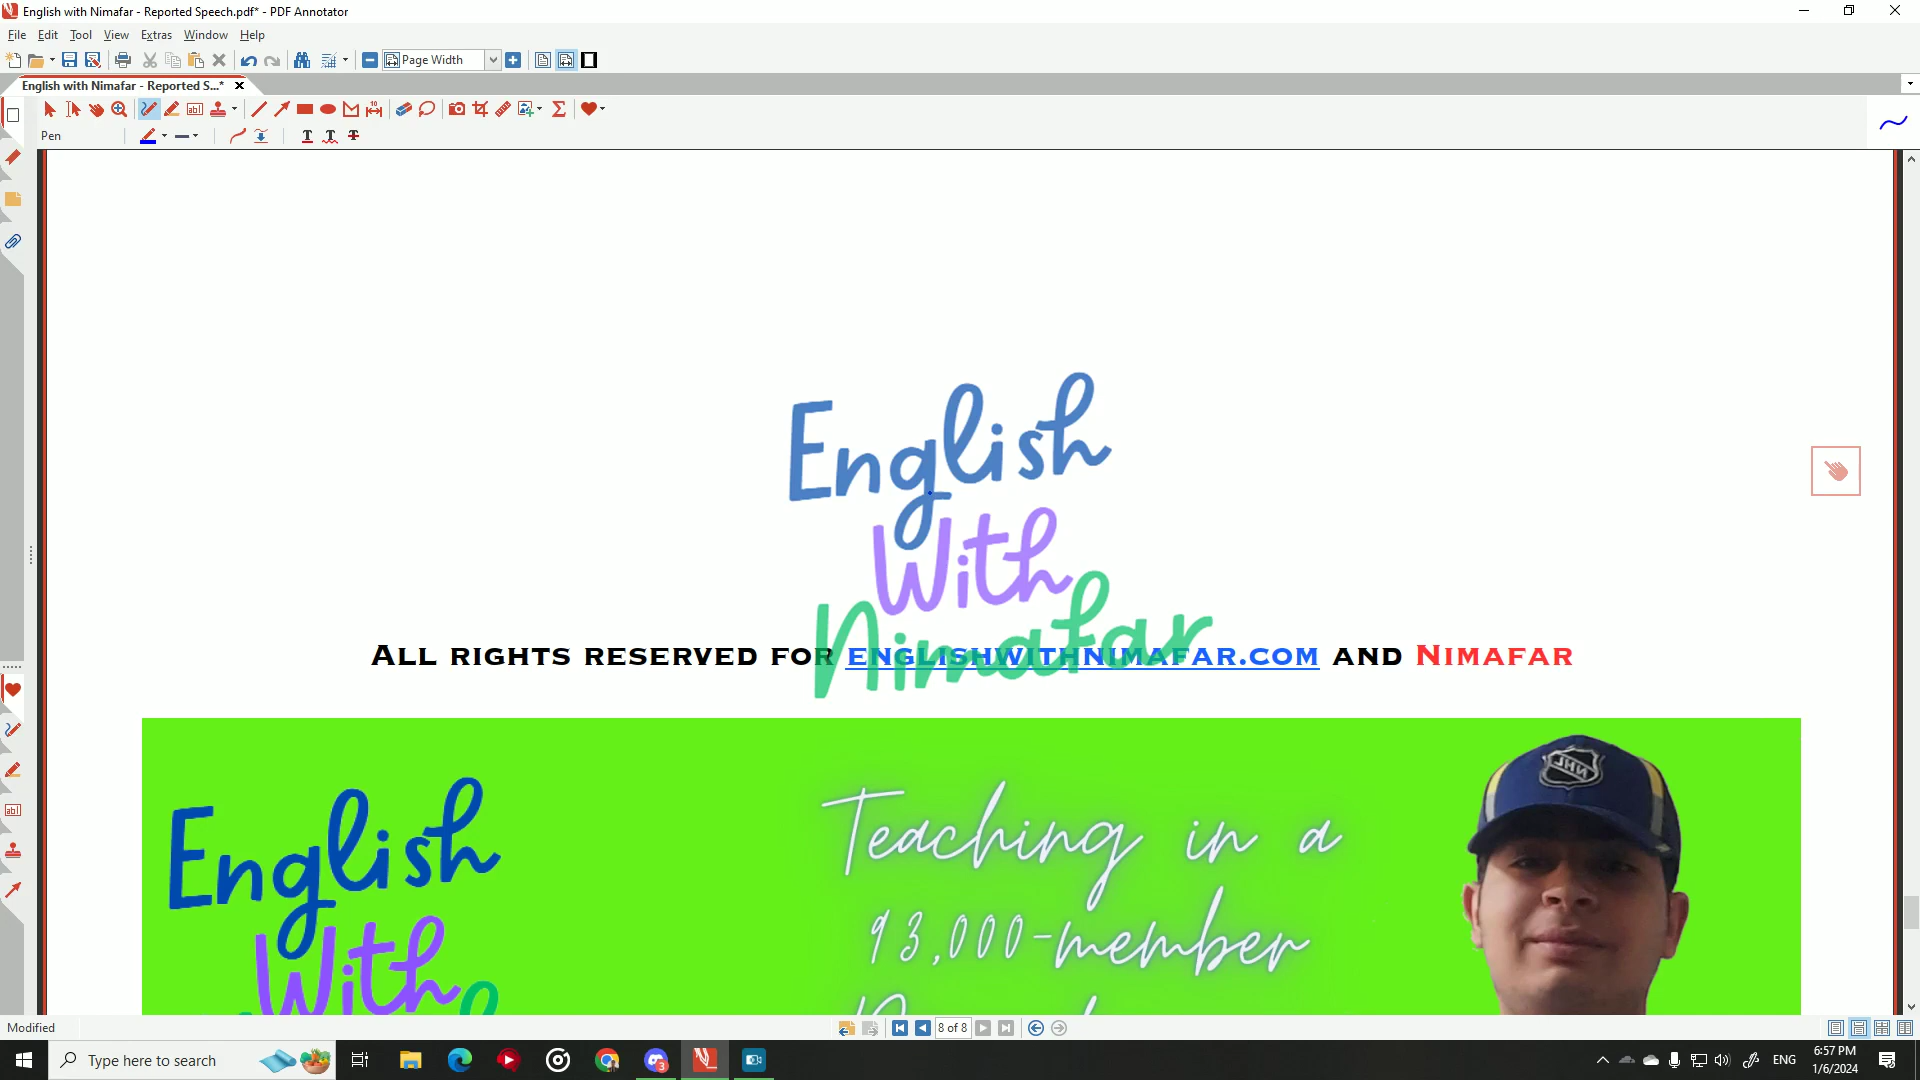 English with Nimafar - Reported Speech.pdf* - PDF Annotator
File Edit Tool View Extras Window Help
Page Width
English with Nimafar - Reported S...*
Pen
English
With
Nimafar
All rights reserved for englishwithnimafar.com and Nimafar
English
With
Teaching in a
93,000-member
NHL
Modified
8 of 8
Type here to search
3
ENG
6:57 PM
1/6/2024